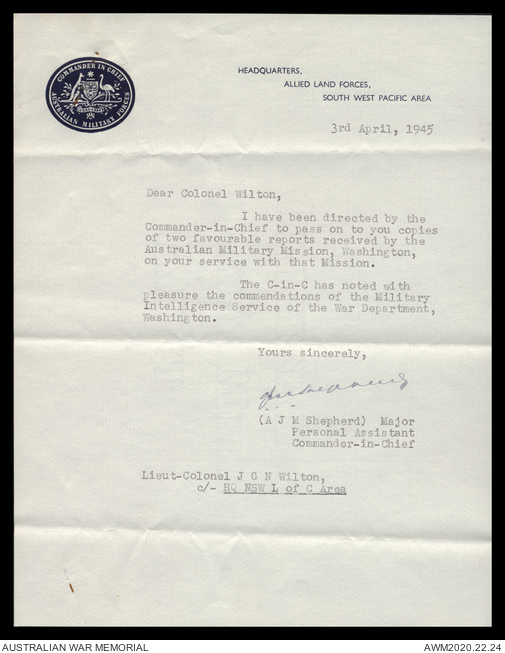 COMMANDER IN CHIEF
AUSTRALIAN MILITARY FORCES
HEADQUARTERS,
ALLIED LAND FORCES,
SOUTH WEST PACIFIC AREA
3rd April, 1945
Dear Colonel Wilton,
I have been directed by the
Commander-in-Chief to pass on to you copies
of two favourable reports received by the
Australian Military Mission, Washington,
on your service with that Mission.
The C-in-C has noted with
pleasure the commendations of the Military
Intelligence Service of the War Department,
Washington.
Yours sincerely,
(A J M Shepherd) Major
Personal Assistant
Commander-in-Chief
Lieut-Colonel J G N Wilton,
c/- HQ NSW L of C Area
AUSTRALIAN WAR MEMORIAL
AWM2020.22.24